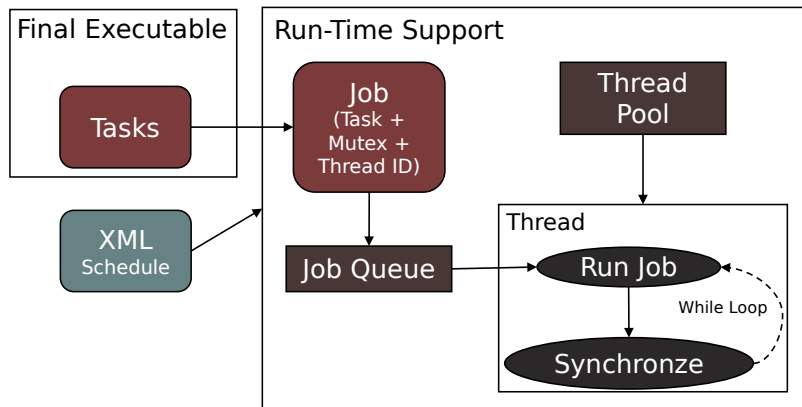 Final Executable
Tasks
XML
Schedule
Run-Time Support
Job
(Task +
Mutex +
Thread ID)
Job Queue
Thread
Pool
Thread
Run Job
While Loop
Synchronze